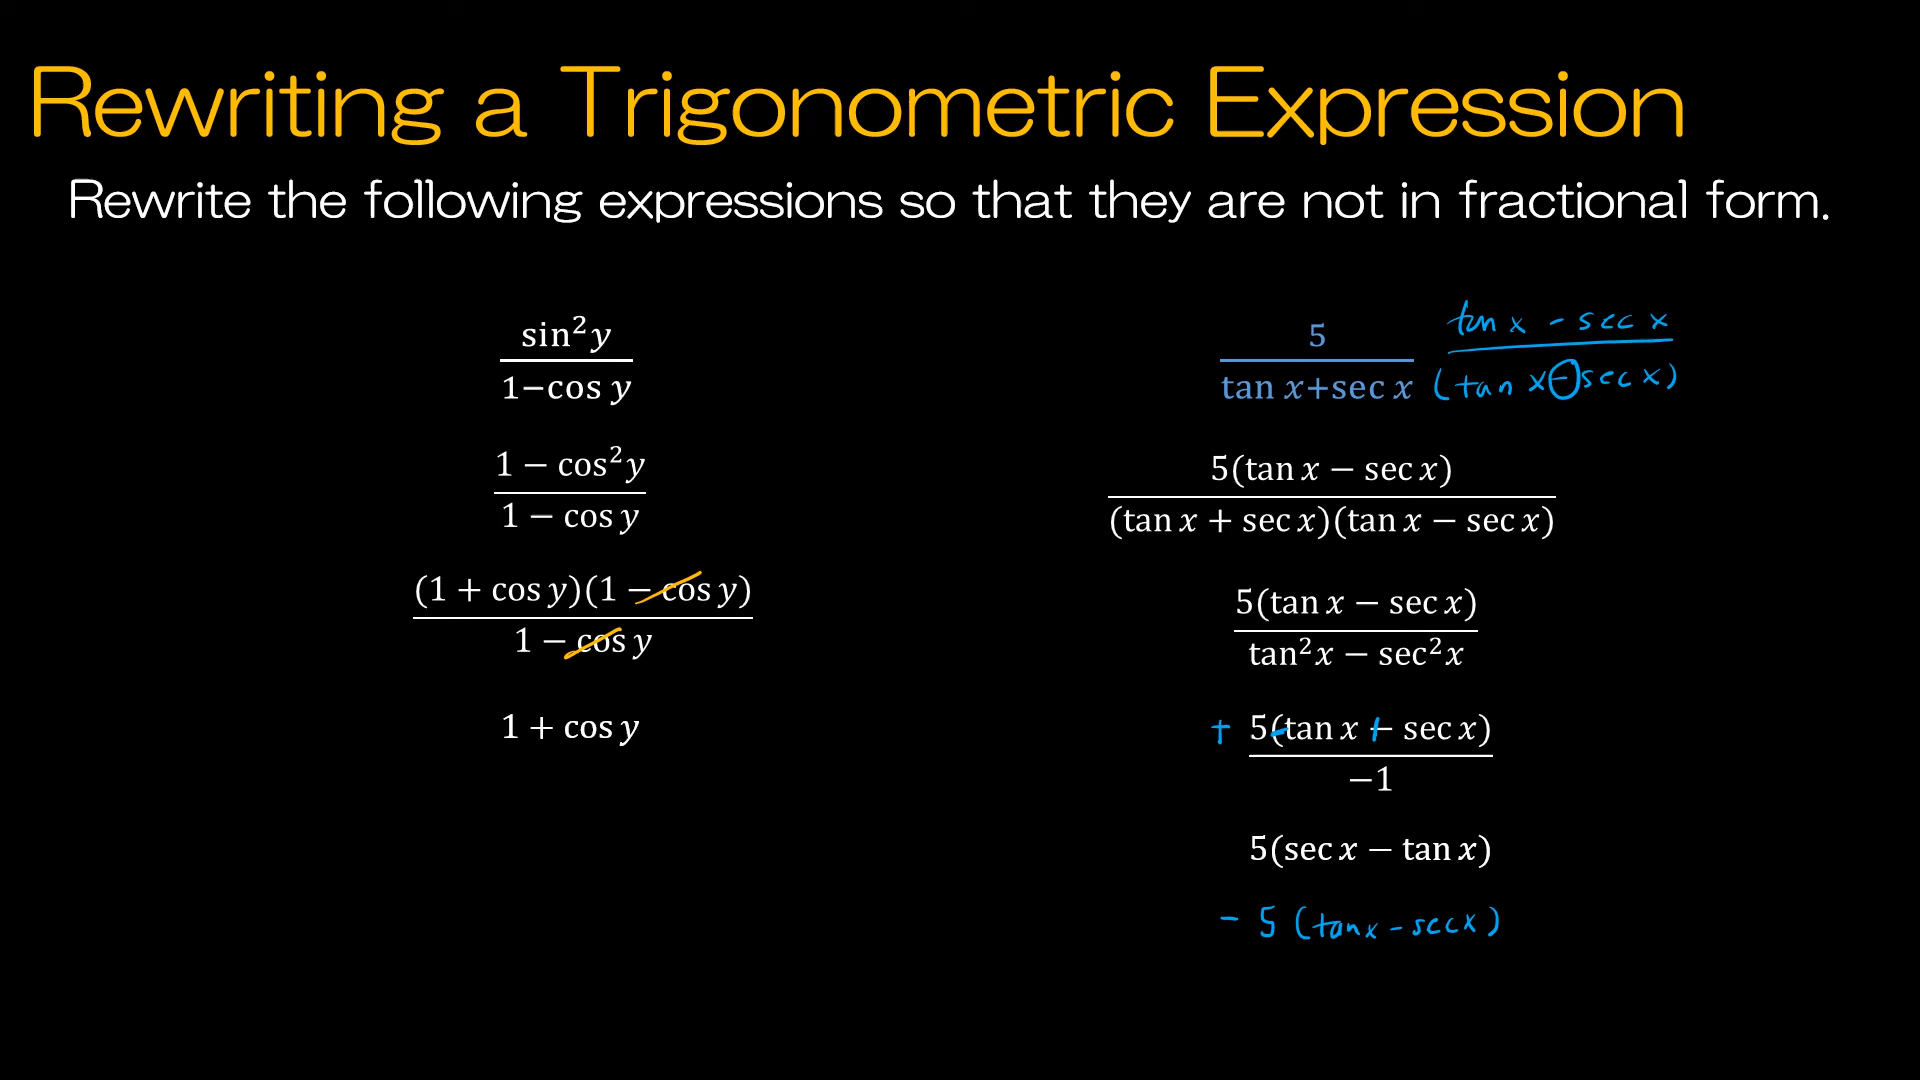 Rewriting a Trigonometric Expression
Rewrite the following expressions so that they are not in fractional form.
sin²y
1−cos y
1 − cos²y
1 − cos y
(1 + cos y)(1 − cos y)
1 − cos y
1 + cos y
5 tan x − sec x
tan x+sec x (tan x − sec x)
5(tan x − sec x)
(tan x + sec x)(tan x − sec x)
5(tan x − sec x)
tan²x − sec²x
+ 5(-tan x + sec x)
−1
5(sec x − tan x)
− 5 (tan x − sec x)